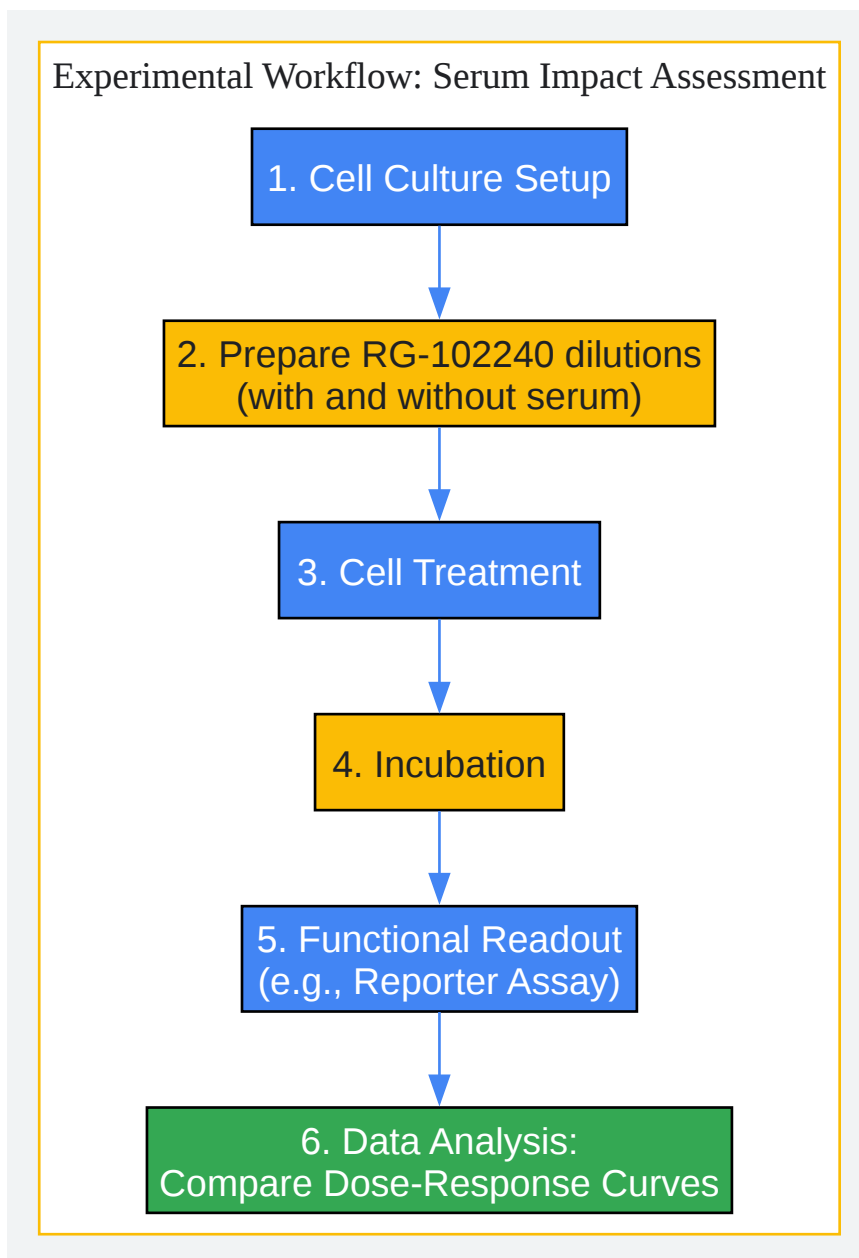 Experimental Workflow: Serum Impact Assessment
1. Cell Culture Setup
2. Prepare RG-102240 dilutions
(with and without serum)
3. Cell Treatment
4. Incubation
5. Functional Readout
(e.g., Reporter Assay)
6. Data Analysis:
Compare Dose-Response Curves